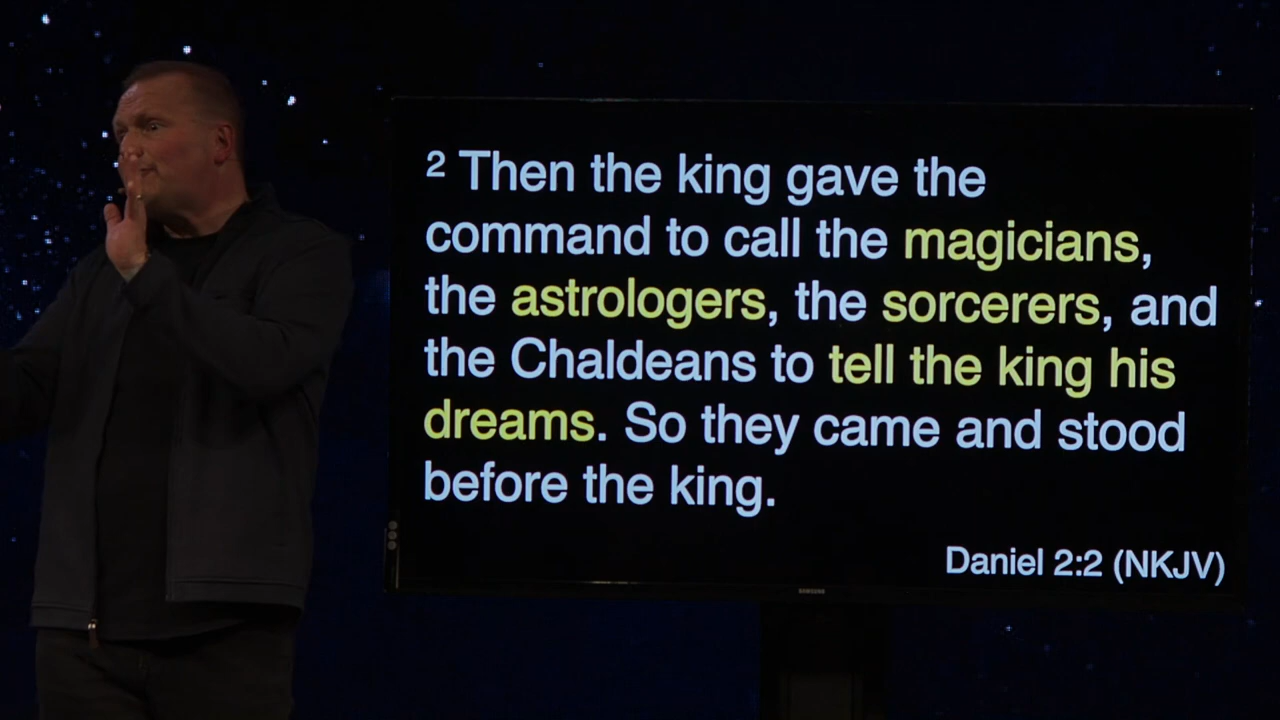 ² Then the king gave the
command to call the magicians,
the astrologers, the sorcerers, and
the Chaldeans to tell the king his
dreams. So they came and stood
before the king.
Daniel 2:2 (NKJV)
SAMSUNG